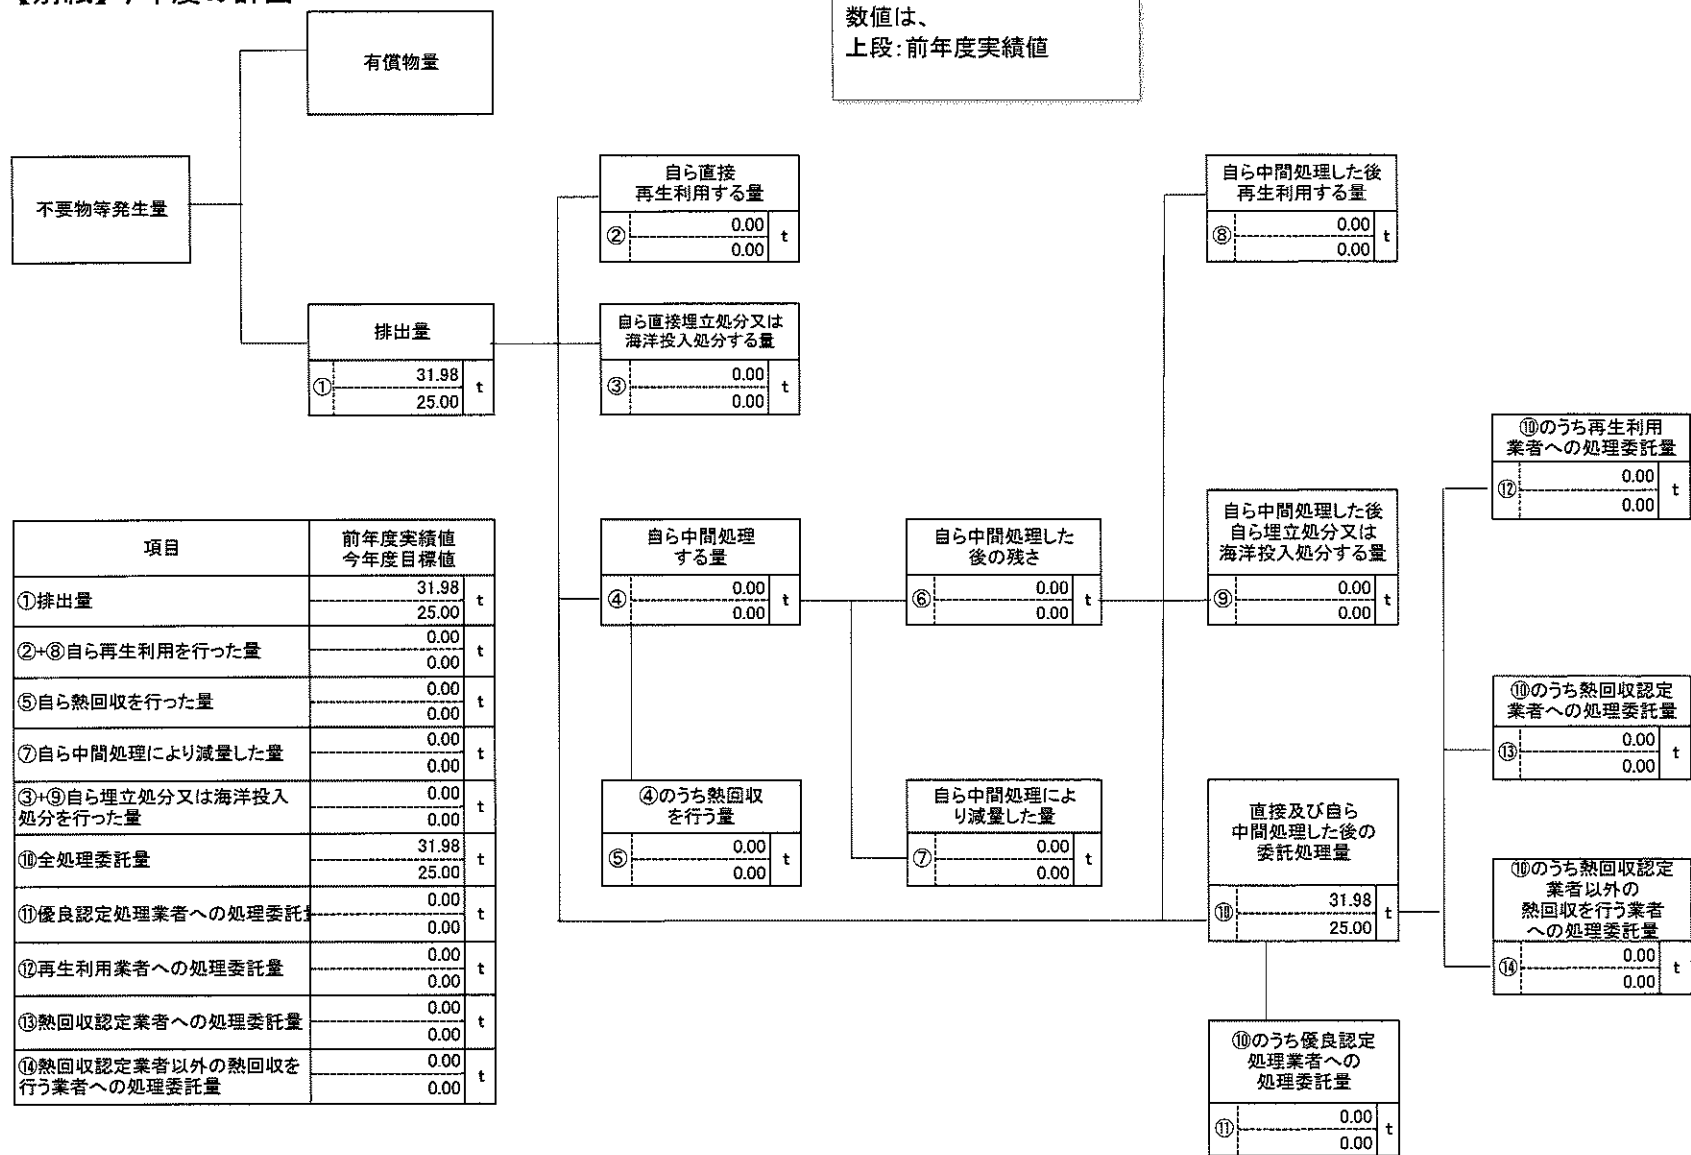 数値は、
上段:前年度実績値
有償物量
不要物等発生量
排出量
① 31.98 t
25.00
自ら直接
再生利用する量
② 0.00 t
0.00
自ら直接埋立処分又は
海洋投入処分する量
③ 0.00 t
0.00
自ら中間処理
する量
④ 0.00 t
0.00
④のうち熱回収
を行う量
⑤ 0.00 t
0.00
自ら中間処理した
後の残さ
⑥ 0.00 t
0.00
自ら中間処理によ
り減量した量
⑦ 0.00 t
0.00
自ら中間処理した後
再生利用する量
⑧ 0.00 t
0.00
自ら中間処理した後
自ら埋立処分又は
海洋投入処分する量
⑨ 0.00 t
0.00
直接及び自ら
中間処理した後の
委託処理量
⑩ 31.98 t
25.00
⑩のうち優良認定
処理業者への
処理委託量
⑪ 0.00 t
0.00
⑩のうち再生利用
業者への処理委託量
⑫ 0.00 t
0.00
⑩のうち熱回収認定
業者への処理委託量
⑬ 0.00 t
0.00
⑩のうち熱回収認定
業者以外の
熱回収を行う業者
への処理委託量
⑭ 0.00 t
0.00
項目 前年度実績値
今年度目標値
①排出量 31.98 t
25.00
②+⑧自ら再生利用を行った量 0.00 t
0.00
⑤自ら熱回収を行った量 0.00 t
0.00
⑦自ら中間処理により減量した量 0.00 t
0.00
③+⑨自ら埋立処分又は海洋投入
処分を行った量 0.00 t
0.00
⑩全処理委託量 31.98 t
25.00
⑪優良認定処理業者への処理委託 0.00 t
0.00
⑫再生利用業者への処理委託量 0.00 t
0.00
⑬熱回収認定業者への処理委託量 0.00 t
0.00
⑭熱回収認定業者以外の熱回収を
行う業者への処理委託量 0.00 t
0.00